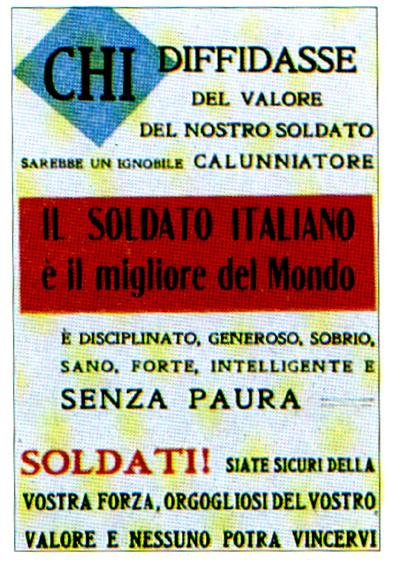 CHI DIFFIDASSE
DEL VALORE
DEL NOSTRO SOLDATO
SAREBBE UN IGNOBILE CALUNNIATORE
IL SOLDATO ITALIANO
è il migliore del Mondo
È DISCIPLINATO, GENEROSO, SOBRIO,
SANO, FORTE, INTELLIGENTE E
SENZA PAURA
SOLDATI! SIATE SICURI DELLA
VOSTRA FORZA, ORGOGLIOSI DEL VOSTRO
VALORE E NESSUNO POTRA VINCERVI